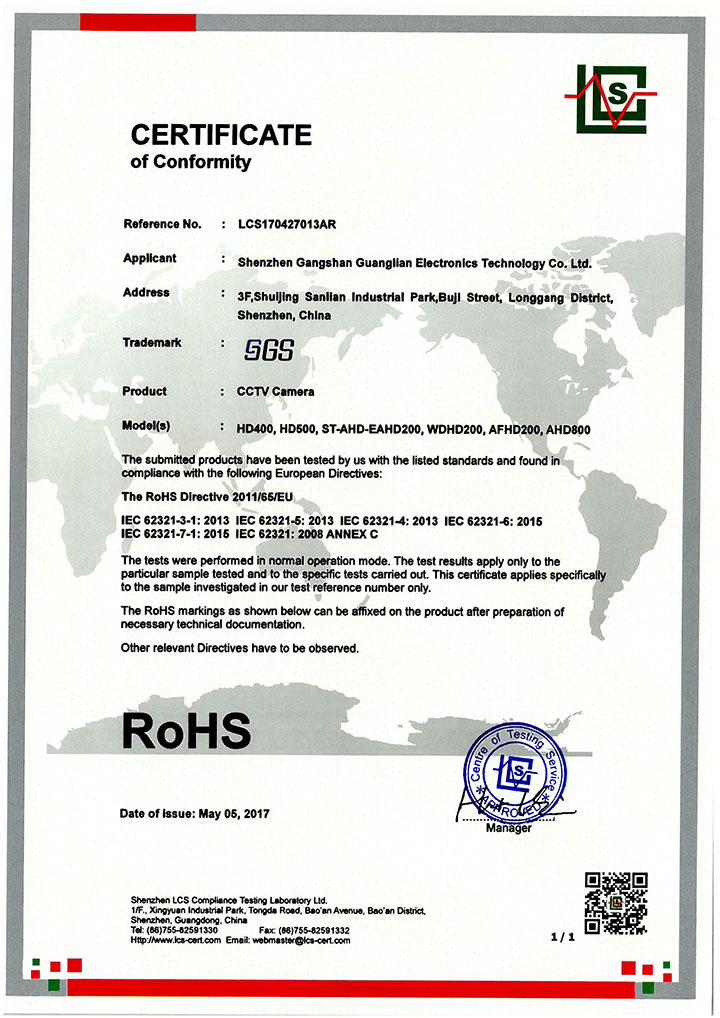 LCS
CERTIFICATE
of Conformity
Reference No. : LCS170427013AR
Applicant : Shenzhen Gangshan Guanglian Electronics Technology Co. Ltd.
Address : 3F,Shuijing Sanlian Industrial Park,Buji Street, Longgang District,
Shenzhen, China
Trademark : SGS
Product : CCTV Camera
Model(s) : HD400, HD500, ST-AHD-EAHD200, WDHD200, AFHD200, AHD800
The submitted products have been tested by us with the listed standards and found in
compliance with the following European Directives:
The RoHS Directive 2011/65/EU
IEC 62321-3-1: 2013 IEC 62321-5: 2013 IEC 62321-4: 2013 IEC 62321-6: 2015
IEC 62321-7-1: 2015 IEC 62321: 2008 ANNEX C
The tests were performed in normal operation mode. The test results apply only to the
particular sample tested and to the specific tests carried out. This certificate applies specifically
to the sample investigated in our test reference number only.
The RoHS markings as shown below can be affixed on the product after preparation of
necessary technical documentation.
Other relevant Directives have to be observed.
RoHS
Centre of Testing Service
LCS
*APPROVED*
Date of issue: May 05, 2017
Manager
Shenzhen LCS Compliance Testing Laboratory Ltd.
1/F., Xingyuan Industrial Park, Tongda Road, Bao'an Avenue, Bao'an District,
Shenzhen, Guangdong, China
Tel: (86)755-82591330 Fax: (86)755-82591332
Http://www.lcs-cert.com Email: webmaster@lcs-cert.com
1 / 1